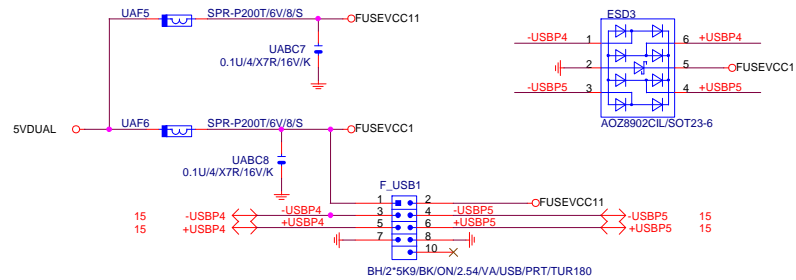 UAF5 SPR-P200T/6V/8/S FUSEVCC11
UABC7
0.1U/4/X7R/16V/K
ESD3
-USBP4 1 6 +USBP4
2 5 FUSEVCC1
-USBP5 3 4 +USBP5
AOZ8902CIL/SOT23-6
5VDUAL UAF6 SPR-P200T/6V/8/S FUSEVCC1
UABC8
0.1U/4/X7R/16V/K
F_USB1
1 2 FUSEVCC11
15 -USBP4 -USBP4 3 4 -USBP5 -USBP5 15
15 +USBP4 +USBP4 5 6 +USBP5 +USBP5 15
7 8
10
BH/2*5K9/BK/ON/2.54/VA/USB/PRT/TUR180